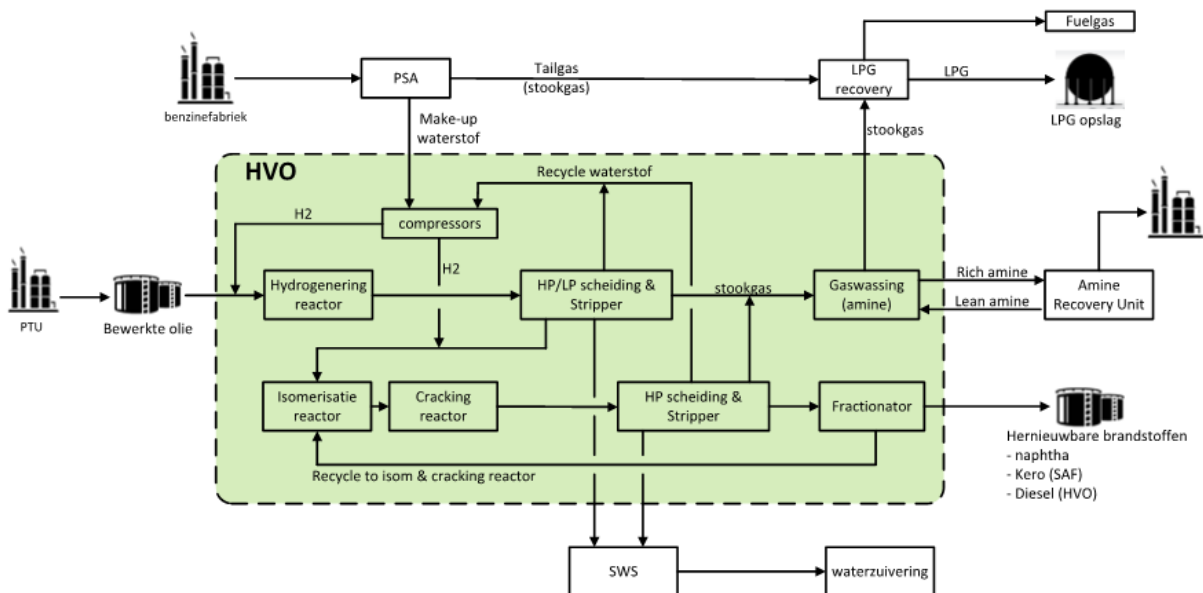 Fuelgas
PSA
Tailgas
(stookgas)
LPG
recovery
LPG
benzinefabriek
LPG opslag
Make-up
waterstof
stookgas
HVO
Recycle waterstof
H2
compressors
H2
Hydrogenering
reactor
HP/LP scheiding &
Stripper
stookgas
Gaswassing
(amine)
Rich amine
Lean amine
Amine
Recovery Unit
PTU
Bewerkte olie
Isomerisatie
reactor
Cracking
reactor
HP scheiding &
Stripper
Fractionator
Hernieuwbare brandstoffen
- naphtha
- Kero (SAF)
- Diesel (HVO)
Recycle to isom & cracking reactor
SWS
waterzuivering